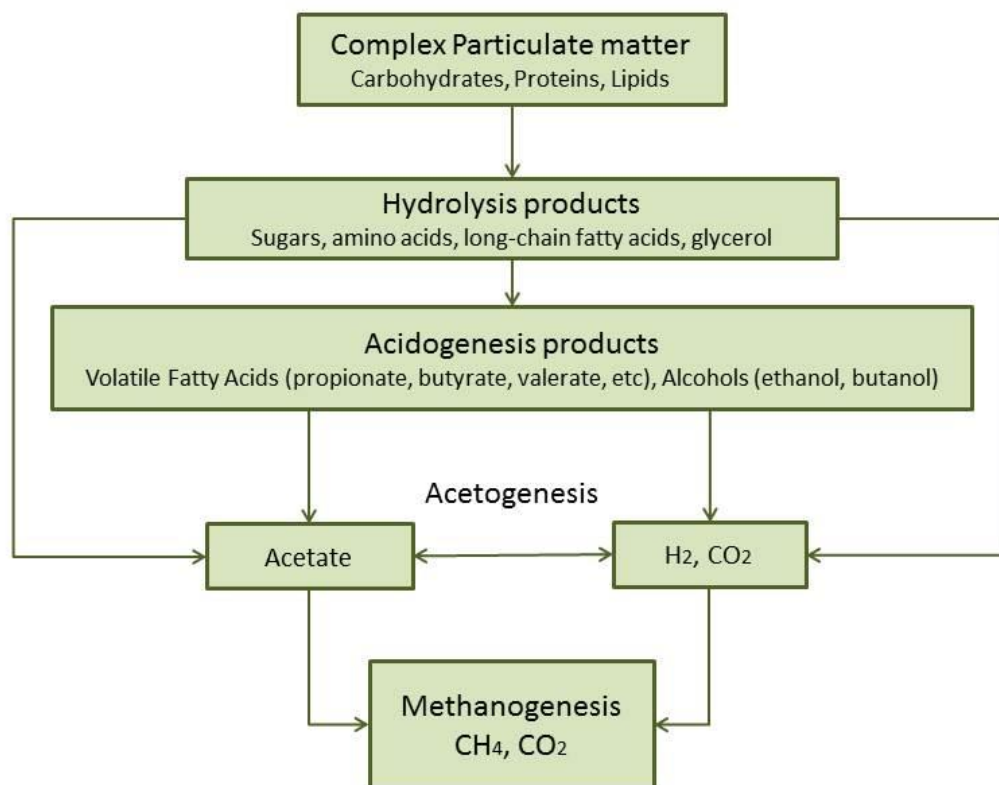 Complex Particulate matter
Carbohydrates, Proteins, Lipids
Hydrolysis products
Sugars, amino acids, long-chain fatty acids, glycerol
Acidogenesis products
Volatile Fatty Acids (propionate, butyrate, valerate, etc), Alcohols (ethanol, butanol)
Acetogenesis
Acetate
H2, CO2
Methanogenesis
CH4, CO2